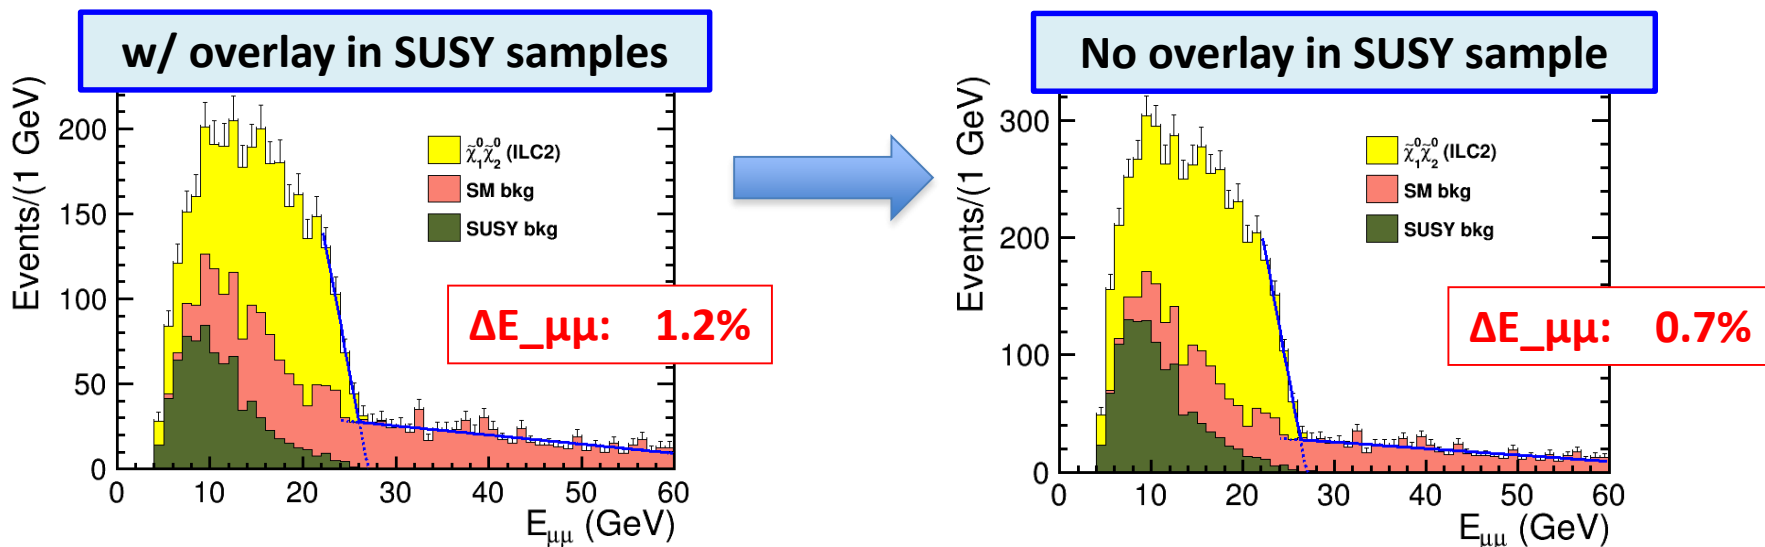 w/ overlay in SUSY samples
Events/(1 GeV)
200
150
100
50
0
0 10 20 30 40 50 60
E_μμ (GeV)
χ̃⁰₁χ̃⁰₂ (ILC2)
SM bkg
SUSY bkg
ΔE_μμ: 1.2%
No overlay in SUSY sample
Events/(1 GeV)
300
200
100
0
0 10 20 30 40 50 60
E_μμ (GeV)
χ̃⁰₁χ̃⁰₂ (ILC2)
SM bkg
SUSY bkg
ΔE_μμ: 0.7%